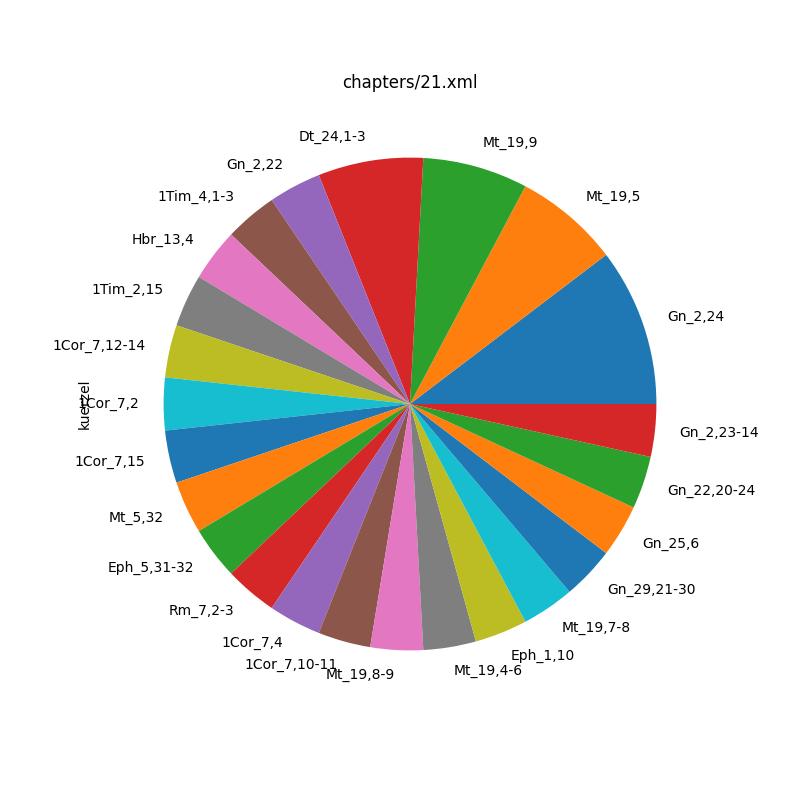 chapters/21.xml
Dt_24,1-3
Mt_19,9
Gn_2,22
Mt_19,5
1Tim_4,1-3
Hbr_13,4
1Tim_2,15
Gn_2,24
1Cor_7,12-14
kuerzel
1Cor_7,2
Gn_2,23-14
1Cor_7,15
Gn_22,20-24
Mt_5,32
Gn_25,6
Eph_5,31-32
Gn_29,21-30
Rm_7,2-3
Mt_19,7-8
1Cor_7,4
Eph_1,10
1Cor_7,10-11
Mt_19,4-6
Mt_19,8-9